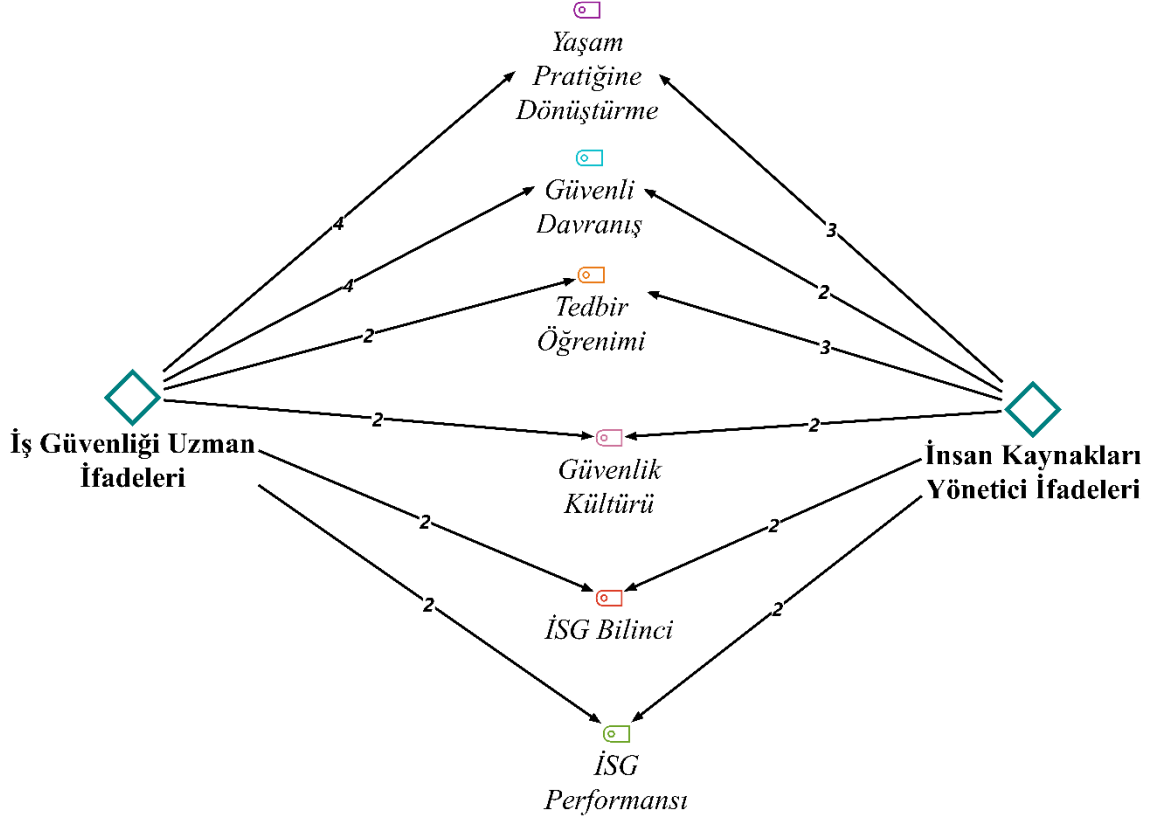 Yaşam
Pratiğine
Dönüştürme
4
3
Güvenli
Davranış
4
2
Tedbir
Öğrenimi
2
3
2
2
Güvenlik
Kültürü
İş Güvenliği Uzman
İfadeleri
İnsan Kaynakları
Yönetici İfadeleri
2
2
İSG Bilinci
2
2
İSG
Performansı